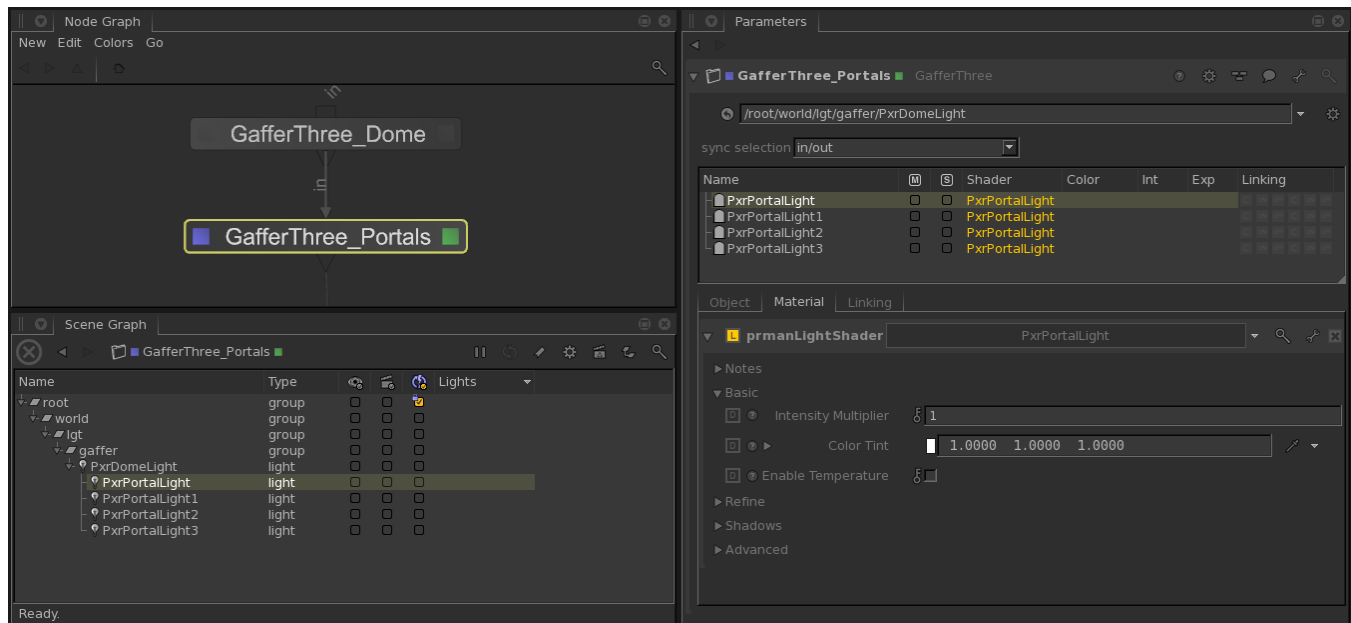 Node Graph
New Edit Colors Go
in
GafferThree_Dome
in
GafferThree_Portals
Scene Graph
GafferThree_Portals
Name Type Lights
root group
world group
lgt group
gaffer group
PxrDomeLight light
PxrPortalLight light
PxrPortalLight1 light
PxrPortalLight2 light
PxrPortalLight3 light
Ready.
Parameters
GafferThree_Portals GafferThree
/root/world/lgt/gaffer/PxrDomeLight
sync selection in/out
Name M S Shader Color Int Exp Linking
PxrPortalLight PxrPortalLight
PxrPortalLight1 PxrPortalLight
PxrPortalLight2 PxrPortalLight
PxrPortalLight3 PxrPortalLight
Object Material Linking
L prmanLightShader PxrPortalLight
Notes
Basic
D ? Intensity Multiplier 1
D ? Color Tint 1.0000 1.0000 1.0000
D ? Enable Temperature
Refine
Shadows
Advanced